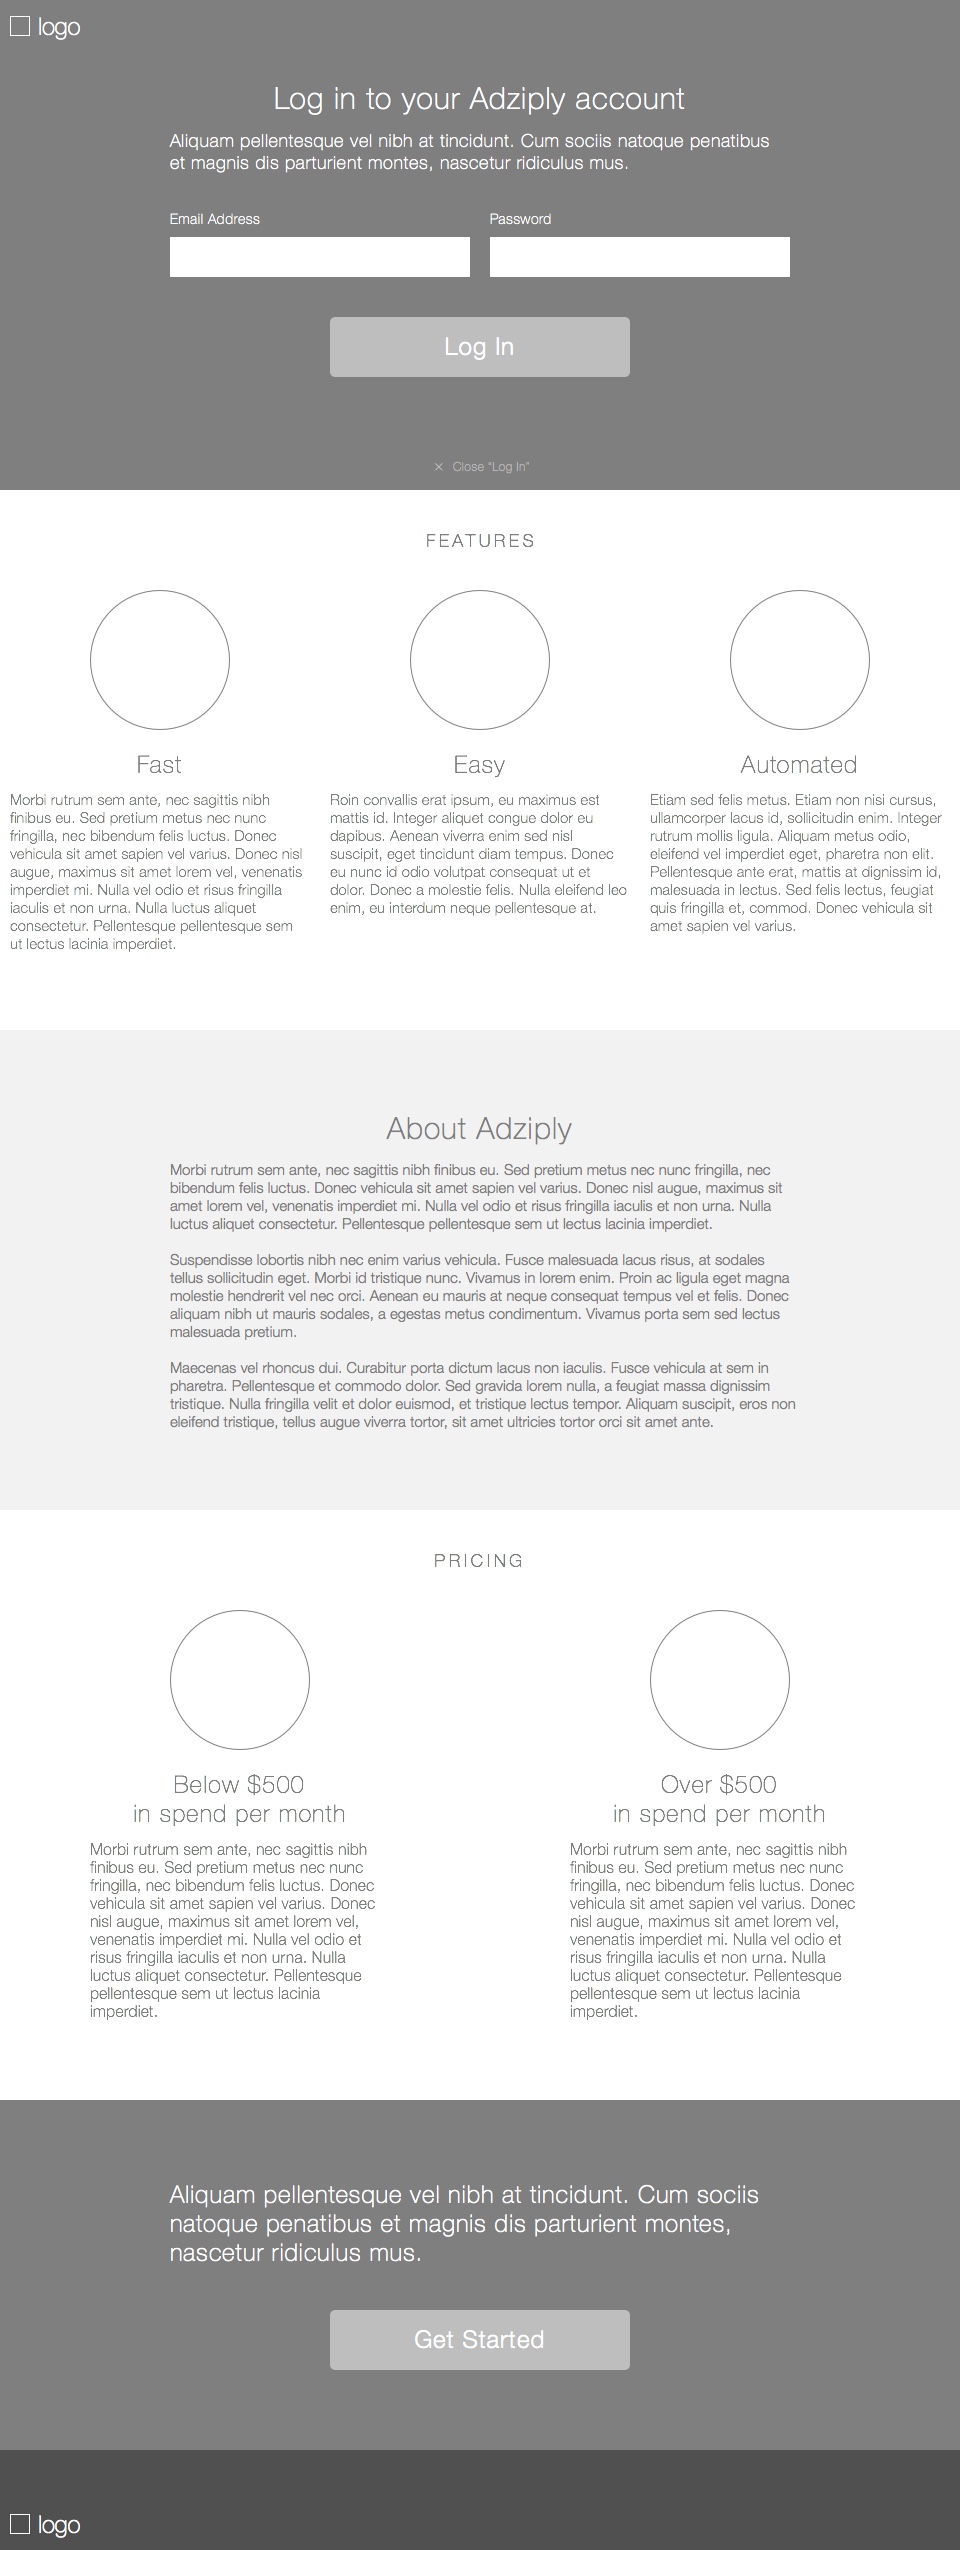 logo
Log in to your Adziply account
Aliquam pellentesque vel nibh at tincidunt. Cum sociis natoque penatibus
et magnis dis parturient montes, nascetur ridiculus mus.
Email Address
Password
Log In
× Close "Log In"
FEATURES
Fast
Morbi rutrum sem ante, nec sagittis nibh
finibus eu. Sed pretium metus nec nunc
fringilla, nec bibendum felis luctus. Donec
vehicula sit amet sapien vel varius. Donec nisl
augue, maximus sit amet lorem vel, venenatis
imperdiet mi. Nulla vel odio et risus fringilla
iaculis et non urna. Nulla luctus aliquet
consectetur. Pellentesque pellentesque sem
ut lectus lacinia imperdiet.
Easy
Roin convallis erat ipsum, eu maximus est
mattis id. Integer aliquet congue dolor eu
dapibus. Aenean viverra enim sed nisl
suscipit, eget tincidunt diam tempus. Donec
eu nunc id odio volutpat consequat ut et
dolor. Donec a molestie felis. Nulla eleifend leo
enim, eu interdum neque pellentesque at.
Automated
Etiam sed felis metus. Etiam non nisi cursus,
ullamcorper lacus id, sollicitudin enim. Integer
rutrum mollis ligula. Aliquam metus odio,
eleifend vel imperdiet eget, pharetra non elit.
Pellentesque ante erat, mattis at dignissim id,
malesuada in lectus. Sed felis lectus, feugiat
quis fringilla et, commod. Donec vehicula sit
amet sapien vel varius.
About Adziply
Morbi rutrum sem ante, nec sagittis nibh finibus eu. Sed pretium metus nec nunc fringilla, nec
bibendum felis luctus. Donec vehicula sit amet sapien vel varius. Donec nisl augue, maximus sit
amet lorem vel, venenatis imperdiet mi. Nulla vel odio et risus fringilla iaculis et non urna. Nulla
luctus aliquet consectetur. Pellentesque pellentesque sem ut lectus lacinia imperdiet.
Suspendisse lobortis nibh nec enim varius vehicula. Fusce malesuada lacus risus, at sodales
tellus sollicitudin eget. Morbi id tristique nunc. Vivamus in lorem enim. Proin ac ligula eget magna
molestie hendrerit vel nec orci. Aenean eu mauris at neque consequat tempus vel et felis. Donec
aliquam nibh ut mauris sodales, a egestas metus condimentum. Vivamus porta sem sed lectus
malesuada pretium.
Maecenas vel rhoncus dui. Curabitur porta dictum lacus non iaculis. Fusce vehicula at sem in
pharetra. Pellentesque et commodo dolor. Sed gravida lorem nulla, a feugiat massa dignissim
tristique. Nulla fringilla velit et dolor euismod, et tristique lectus tempor. Aliquam suscipit, eros non
eleifend tristique, tellus augue viverra tortor, sit amet ultricies tortor orci sit amet ante.
PRICING
Below $500
in spend per month
Morbi rutrum sem ante, nec sagittis nibh
finibus eu. Sed pretium metus nec nunc
fringilla, nec bibendum felis luctus. Donec
vehicula sit amet sapien vel varius. Donec
nisl augue, maximus sit amet lorem vel,
venenatis imperdiet mi. Nulla vel odio et
risus fringilla iaculis et non urna. Nulla
luctus aliquet consectetur. Pellentesque
pellentesque sem ut lectus lacinia
imperdiet.
Over $500
in spend per month
Morbi rutrum sem ante, nec sagittis nibh
finibus eu. Sed pretium metus nec nunc
fringilla, nec bibendum felis luctus. Donec
vehicula sit amet sapien vel varius. Donec
nisl augue, maximus sit amet lorem vel,
venenatis imperdiet mi. Nulla vel odio et
risus fringilla iaculis et non urna. Nulla
luctus aliquet consectetur. Pellentesque
pellentesque sem ut lectus lacinia
imperdiet.
Aliquam pellentesque vel nibh at tincidunt. Cum sociis
natoque penatibus et magnis dis parturient montes,
nascetur ridiculus mus.
Get Started
logo